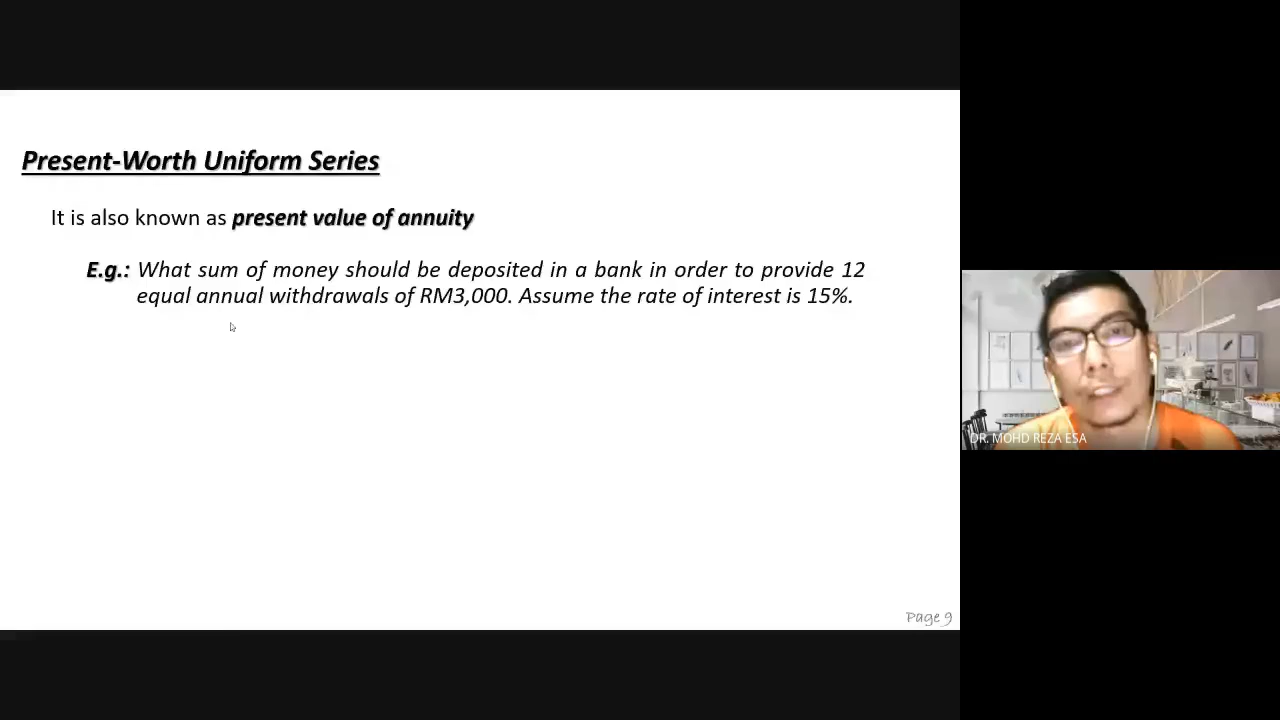 Present-Worth Uniform Series
It is also known as present value of annuity
E.g.: What sum of money should be deposited in a bank in order to provide 12
equal annual withdrawals of RM3,000. Assume the rate of interest is 15%.
DR. MOHD REZA ESA
Page 9